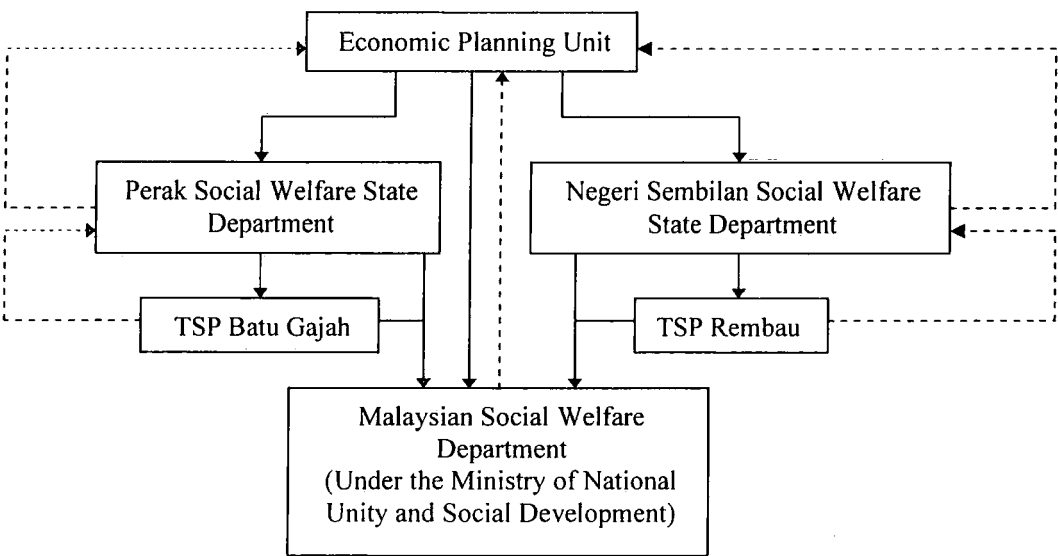 Economic Planning Unit
Perak Social Welfare State
Department
Negeri Sembilan Social Welfare
State Department
TSP Batu Gajah
TSP Rembau
Malaysian Social Welfare
Department
(Under the Ministry of National
Unity and Social Development)